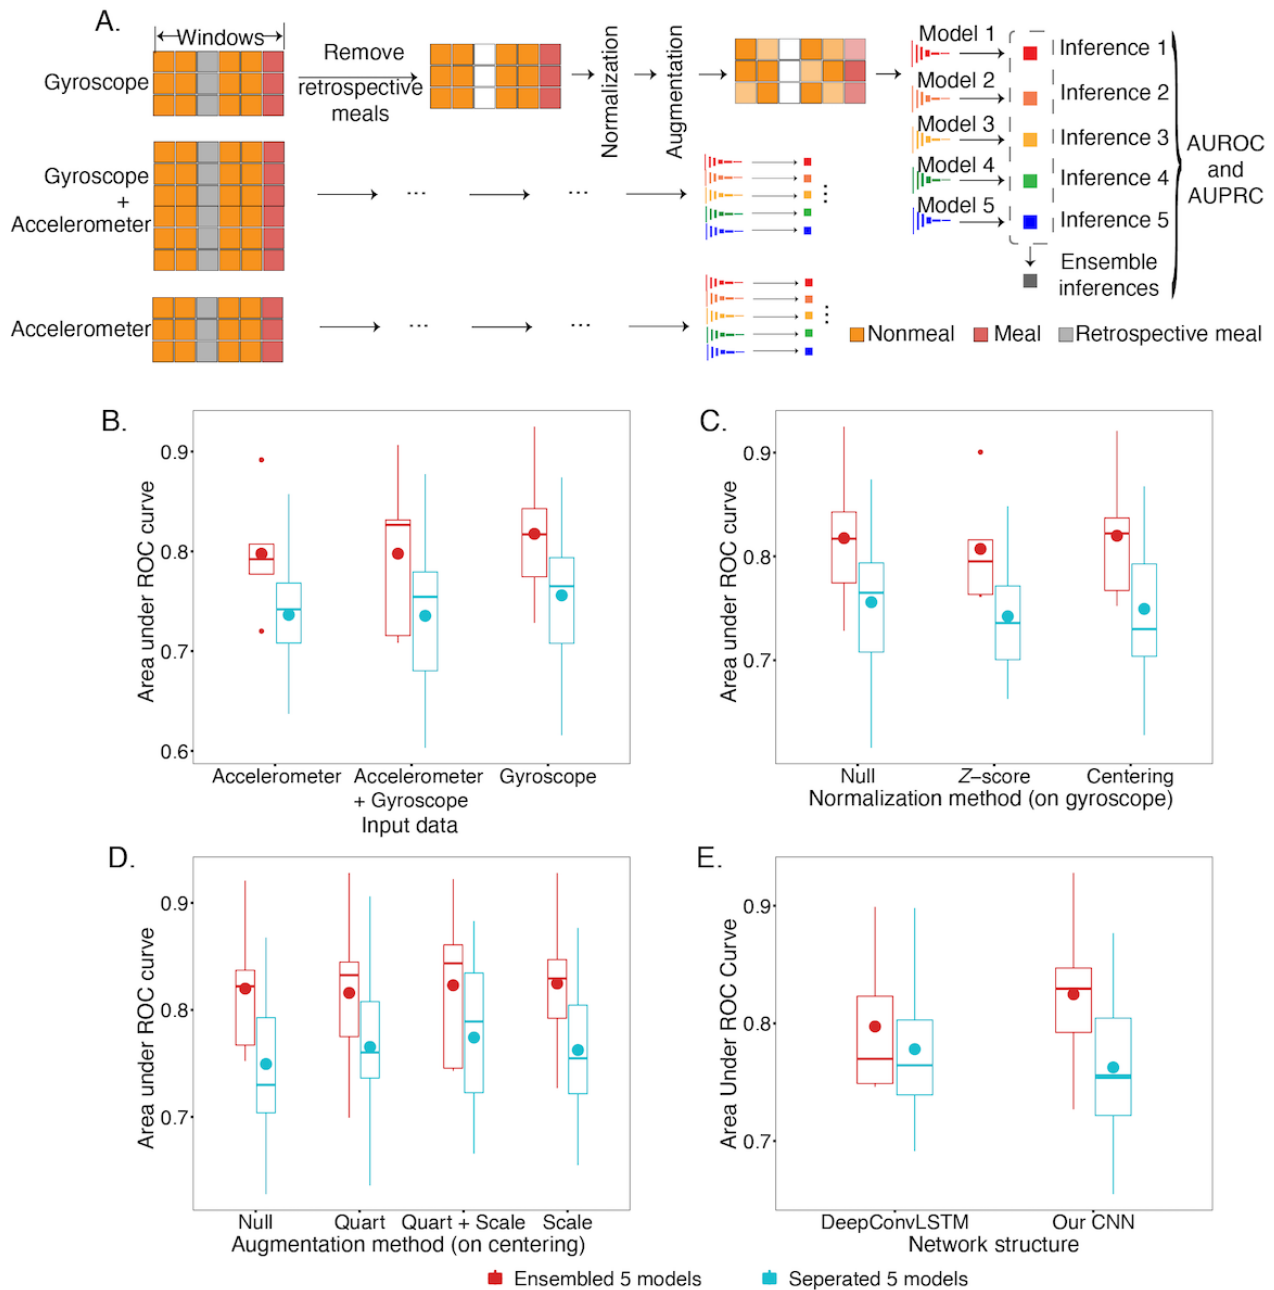 A.
Windows
Gyroscope
Remove
retrospective
meals
Normalization
Augmentation
Model 1
Inference 1
Model 2
Inference 2
Model 3
Inference 3
Model 4
Inference 4
Model 5
Inference 5
Ensemble
inferences
AUROC
and
AUPRC
Gyroscope
+
Accelerometer
... ...
⋮
Accelerometer
... ...
⋮
Nonmeal Meal Retrospective meal
B.
Area under ROC curve
0.9
0.8
0.7
0.6
Accelerometer
Accelerometer
+ Gyroscope
Gyroscope
Input data
C.
Area under ROC curve
0.9
0.8
0.7
Null Z–score Centering
Normalization method (on gyroscope)
D.
Area under ROC curve
0.9
0.8
0.7
Null Quart Quart + Scale Scale
Augmentation method (on centering)
E.
Area Under ROC Curve
0.9
0.8
0.7
DeepConvLSTM Our CNN
Network structure
Ensembled 5 models Seperated 5 models